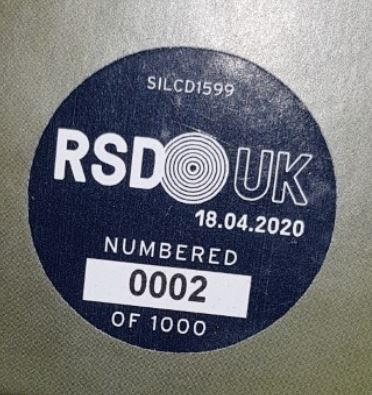 SILCD1599
RSD UK
18.04.2020
NUMBERED
0002
OF 1000